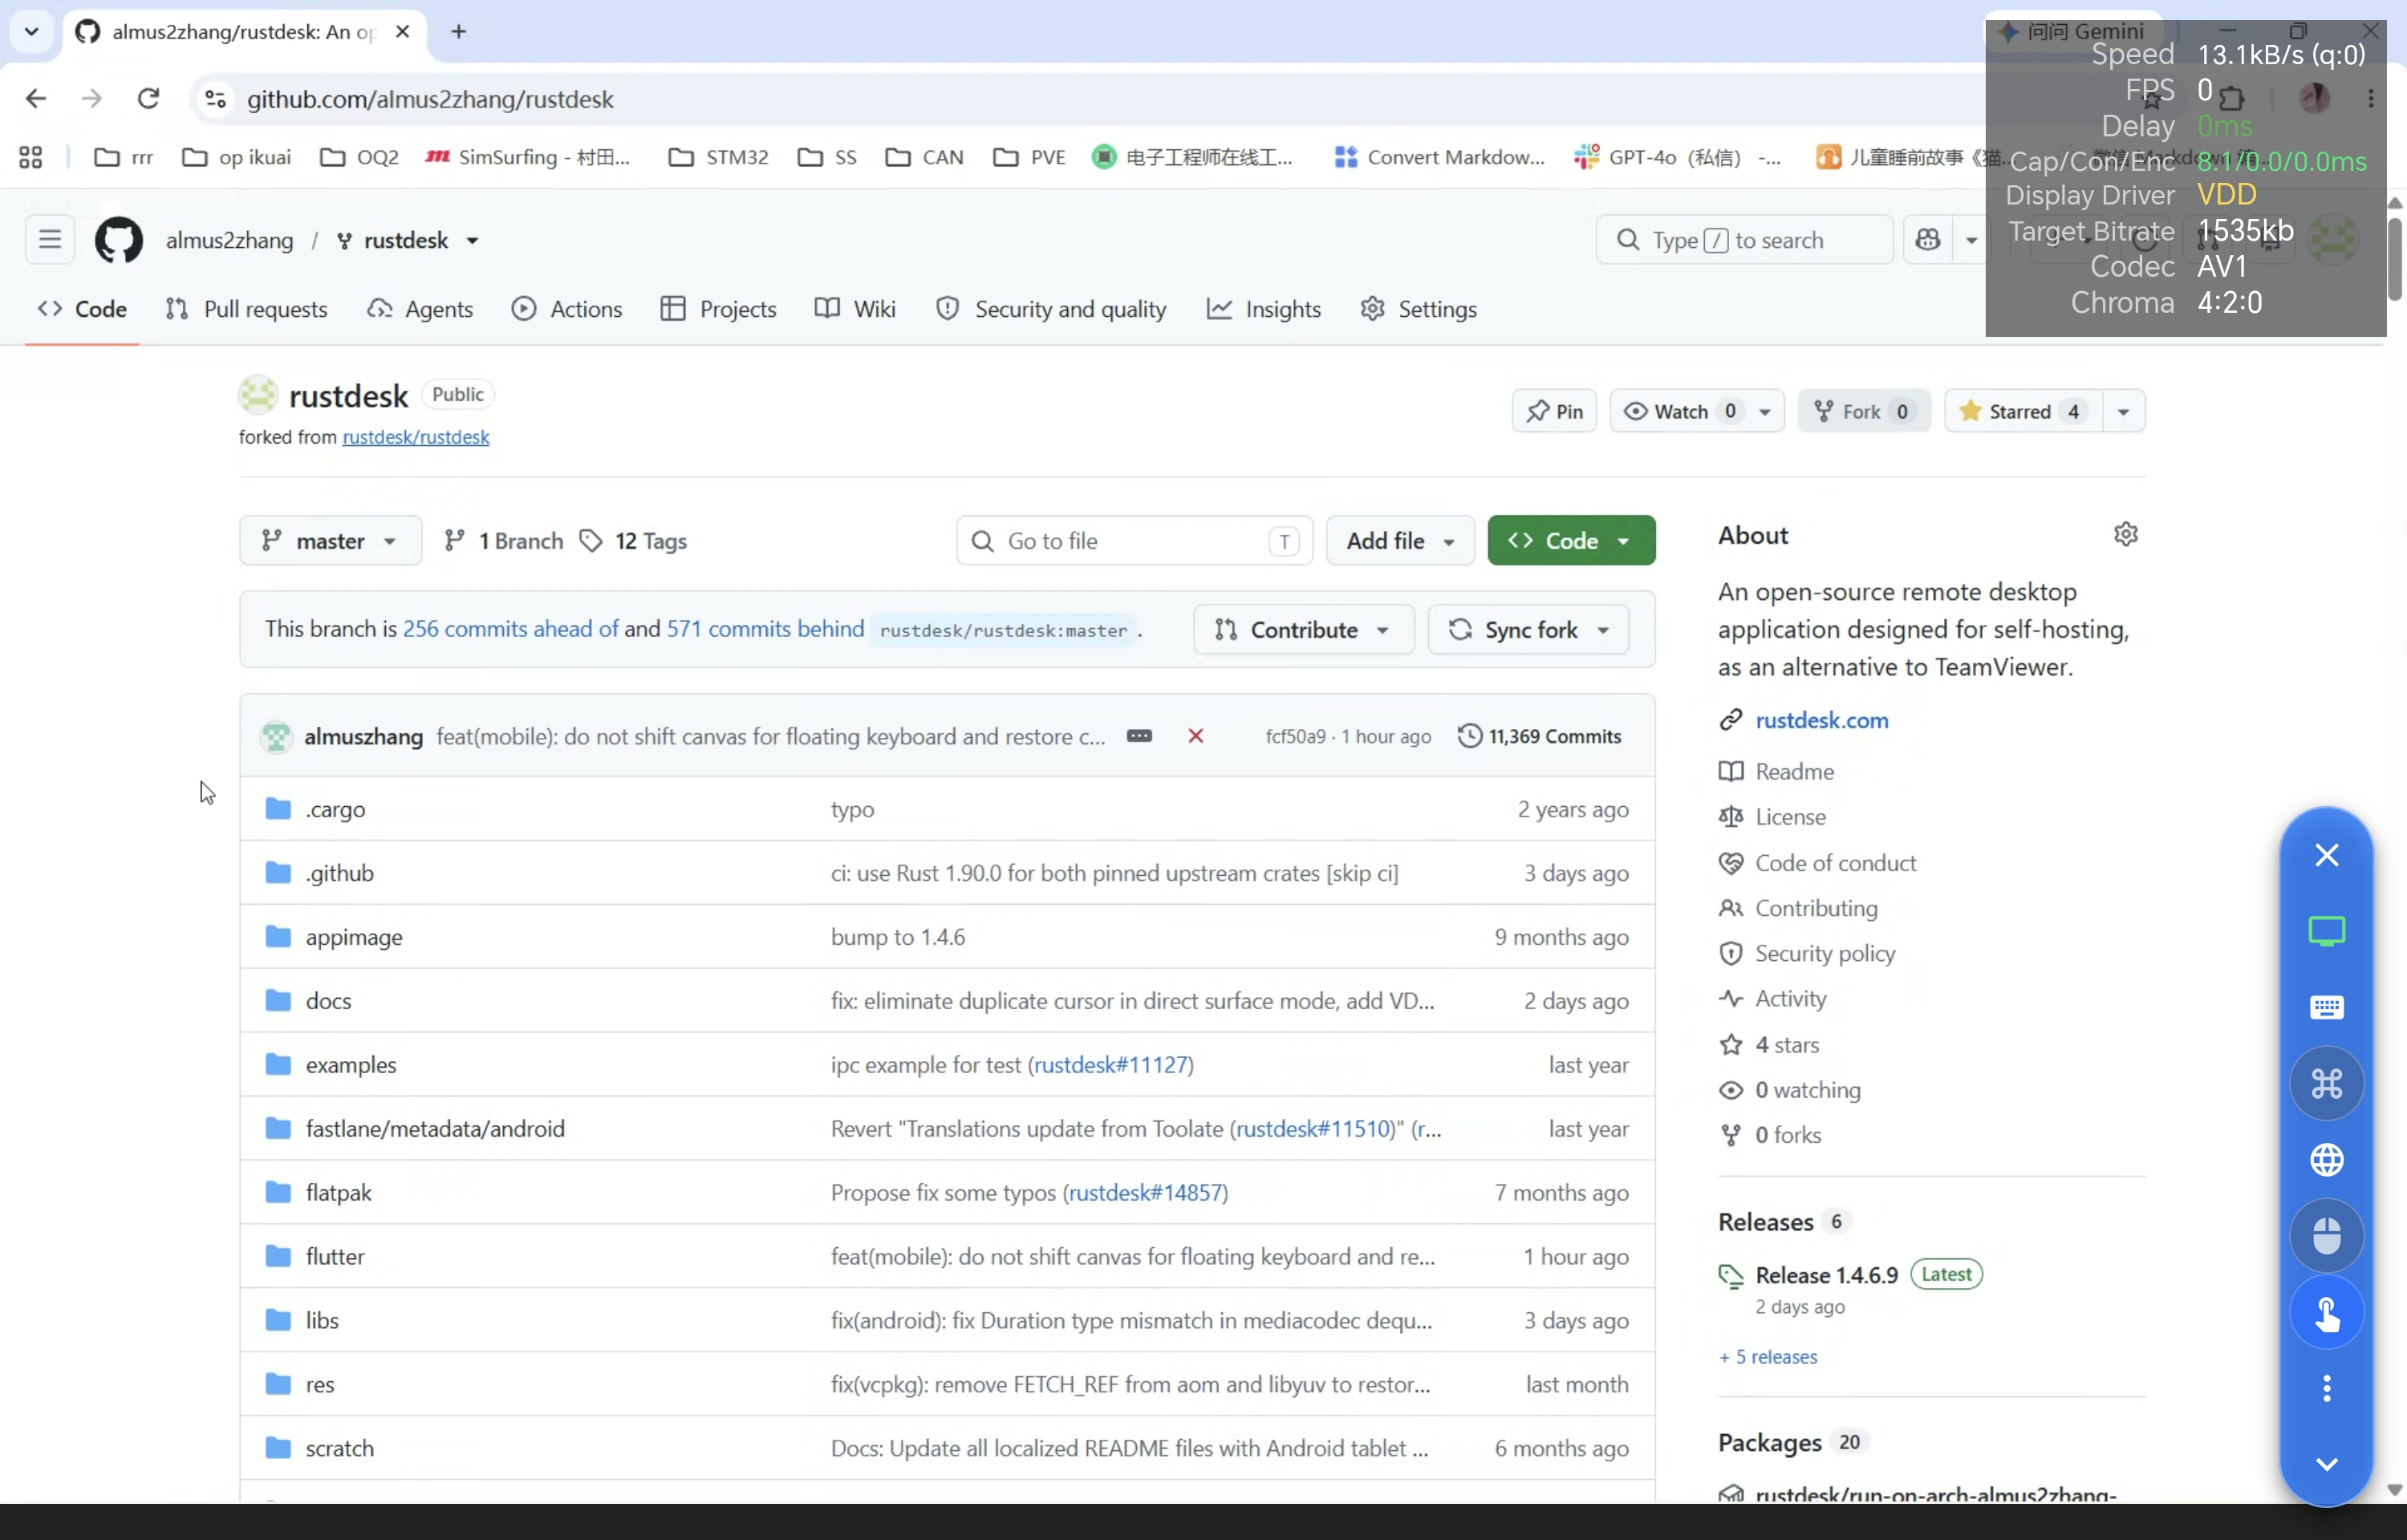 almus2zhang/rustdesk: An op
问问 Gemini
github.com/almus2zhang/rustdesk
Speed 13.1kB/s (q:0)
FPS 0
Delay 0ms
Cap/Con/Enc 8.1/0.0/0.0ms
Display Driver VDD
Target Bitrate 1535kb
Codec AV1
Chroma 4:2:0
rrr
op ikuai
OQ2
SimSurfing - 村田...
STM32
SS
CAN
PVE
电子工程师在线工...
Convert Markdow...
GPT-4o（私信） -...
儿童睡前故事《猫...
almus2zhang / rustdesk
Type / to search
Code
Pull requests
Agents
Actions
Projects
Wiki
Security and quality
Insights
Settings
rustdesk Public
forked from rustdesk/rustdesk
Pin
Watch 0
Fork 0
Starred 4
master
1 Branch
12 Tags
Go to file T
Add file
Code
This branch is 256 commits ahead of and 571 commits behind rustdesk/rustdesk:master .
Contribute
Sync fork
almuszhang feat(mobile): do not shift canvas for floating keyboard and restore c... fcf50a9 · 1 hour ago 11,369 Commits
.cargo typo 2 years ago
.github ci: use Rust 1.90.0 for both pinned upstream crates [skip ci] 3 days ago
appimage bump to 1.4.6 9 months ago
docs fix: eliminate duplicate cursor in direct surface mode, add VD... 2 days ago
examples ipc example for test (rustdesk#11127) last year
fastlane/metadata/android Revert "Translations update from Toolate (rustdesk#11510)" (r... last year
flatpak Propose fix some typos (rustdesk#14857) 7 months ago
flutter feat(mobile): do not shift canvas for floating keyboard and re... 1 hour ago
libs fix(android): fix Duration type mismatch in mediacodec dequ... 3 days ago
res fix(vcpkg): remove FETCH_REF from aom and libyuv to restor... last month
scratch Docs: Update all localized README files with Android tablet ... 6 months ago
About
An open-source remote desktop
application designed for self-hosting,
as an alternative to TeamViewer.
rustdesk.com
Readme
License
Code of conduct
Contributing
Security policy
Activity
4 stars
0 watching
0 forks
Releases 6
Release 1.4.6.9 Latest
2 days ago
+ 5 releases
Packages 20
rustdesk/run-on-arch-almus2zhang-